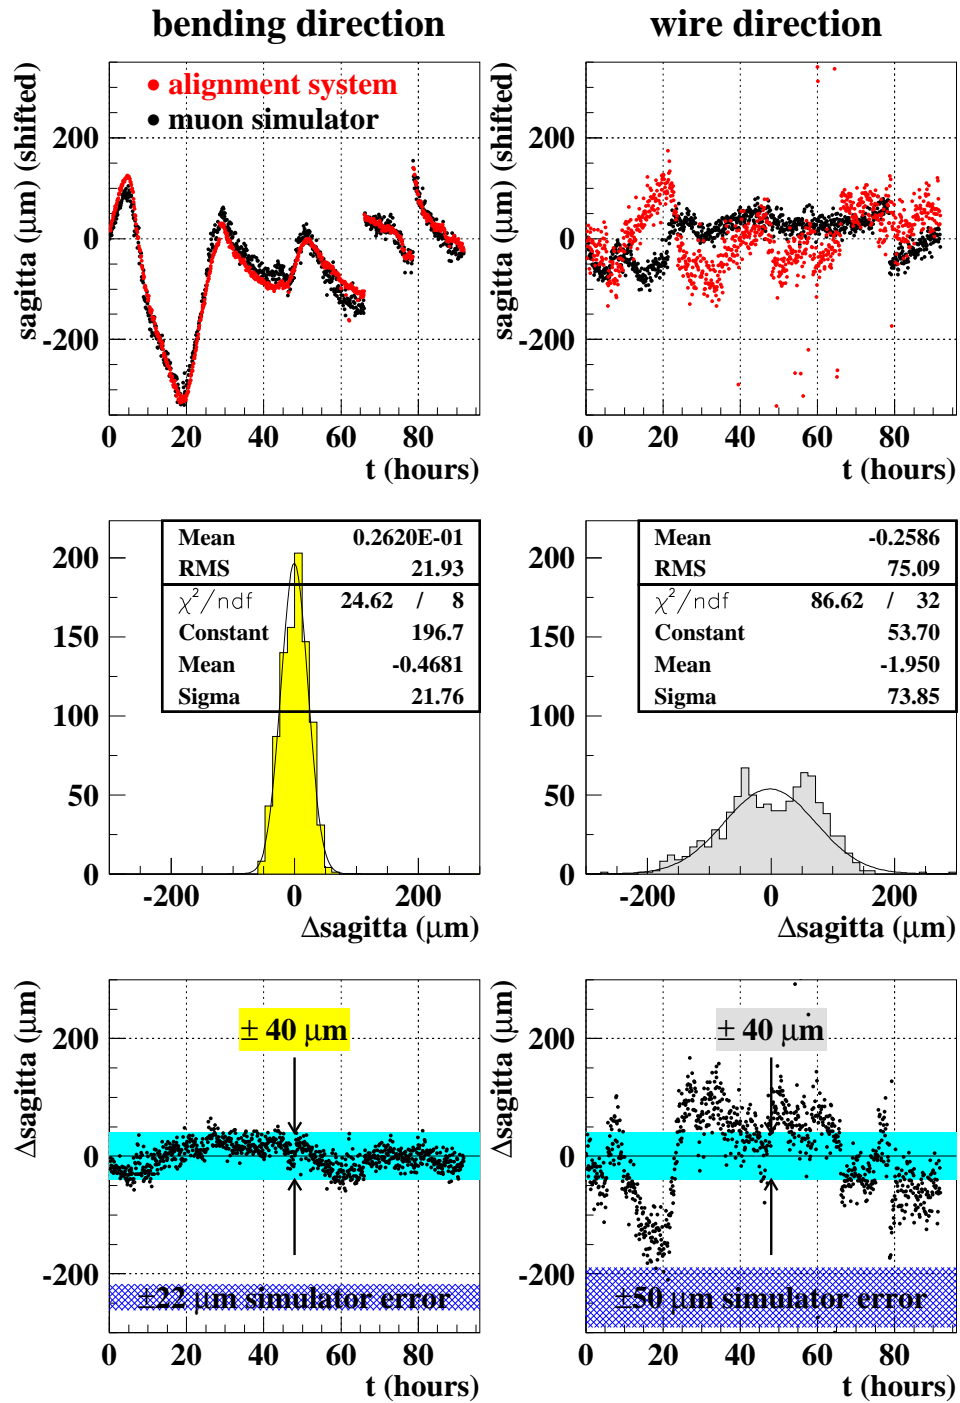 bending direction
wire direction
sagitta (μm) (shifted)
200
0
-200
● alignment system
● muon simulator
0 20 40 60 80
t (hours)
sagitta (μm) (shifted)
200
0
-200
0 20 40 60 80
t (hours)
200
150
100
50
0
Mean 0.2620E-01
RMS 21.93
χ²/ndf 24.62 / 8
Constant 196.7
Mean -0.4681
Sigma 21.76
-200 0 200
Δsagitta (μm)
200
150
100
50
0
Mean -0.2586
RMS 75.09
χ²/ndf 86.62 / 32
Constant 53.70
Mean -1.950
Sigma 73.85
-200 0 200
Δsagitta (μm)
Δsagitta (μm)
200
0
-200
± 40 μm
±22 μm simulator error
0 20 40 60 80
t (hours)
Δsagitta (μm)
200
0
-200
± 40 μm
±50 μm simulator error
0 20 40 60 80
t (hours)